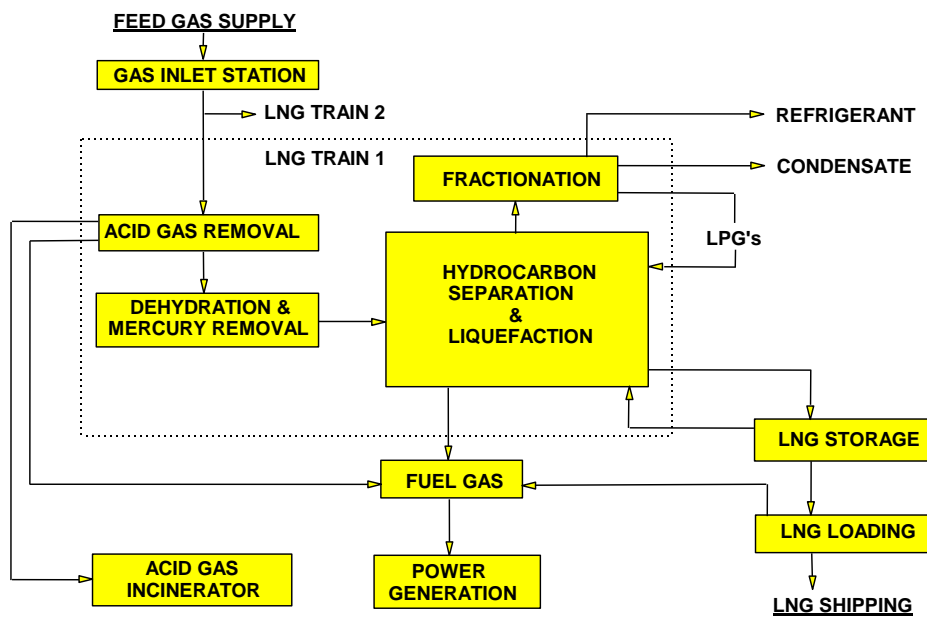 FEED GAS SUPPLY
GAS INLET STATION
LNG TRAIN 2
REFRIGERANT
LNG TRAIN 1
CONDENSATE
FRACTIONATION
ACID GAS REMOVAL
LPG's
HYDROCARBON
SEPARATION
&
LIQUEFACTION
DEHYDRATION &
MERCURY REMOVAL
LNG STORAGE
FUEL GAS
LNG LOADING
ACID GAS
INCINERATOR
POWER
GENERATION
LNG SHIPPING